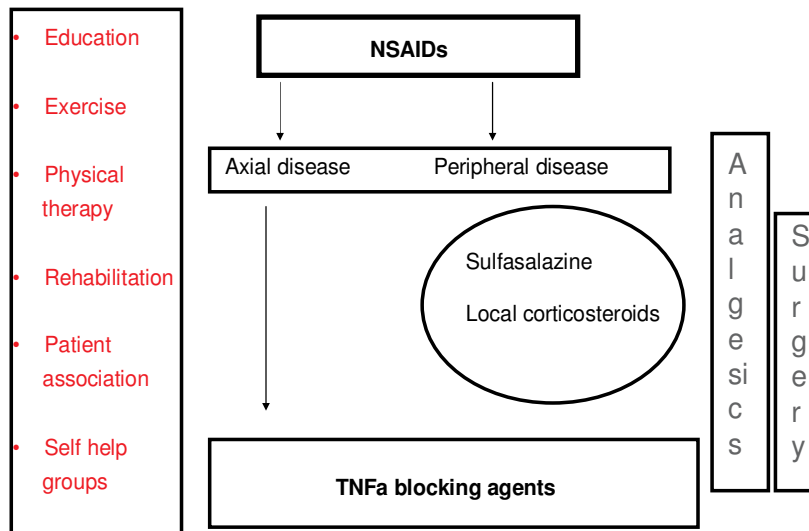 • Education
• Exercise
• Physical
therapy
• Rehabilitation
• Patient
association
• Self help
groups
NSAIDs
Axial disease Peripheral disease
Sulfasalazine
Local corticosteroids
TNFa blocking agents
A
n
a
l
g
e
si
c
s
S
u
r
g
e
r
y